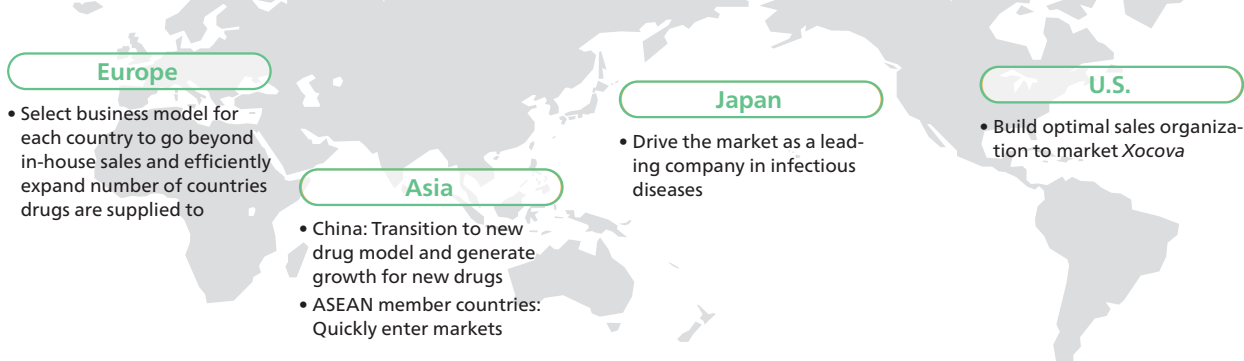 Europe
• Select business model for
each country to go beyond
in-house sales and efficiently
expand number of countries
drugs are supplied to
Asia
• China: Transition to new
drug model and generate
growth for new drugs
• ASEAN member countries:
Quickly enter markets
Japan
• Drive the market as a lead-
ing company in infectious
diseases
U.S.
• Build optimal sales organiza-
tion to market Xocova